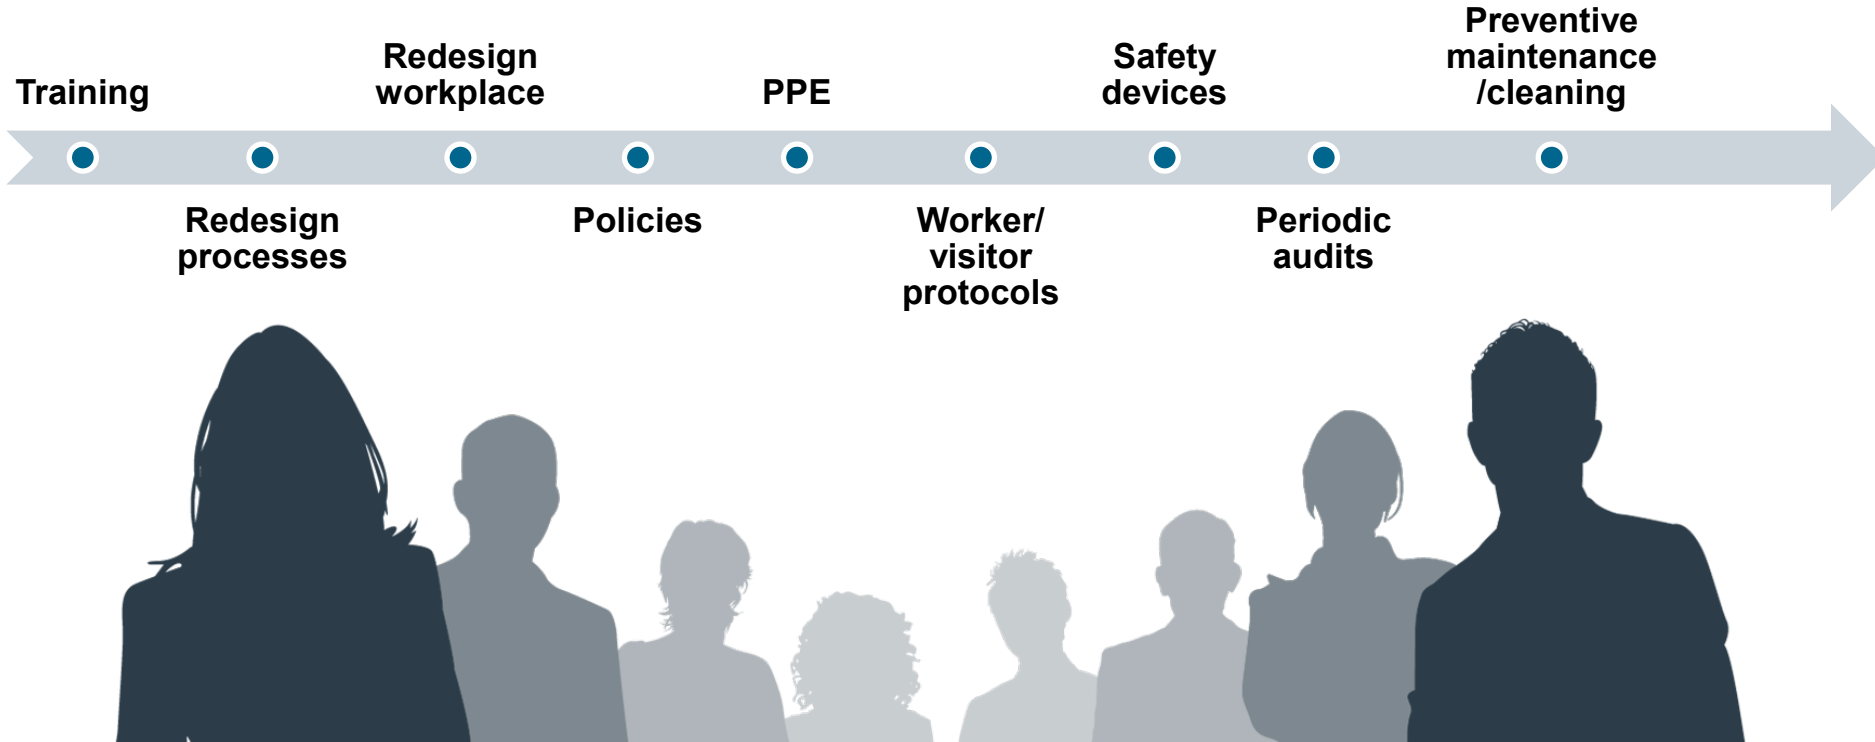 Training
Redesign
processes
Redesign
workplace
Policies
PPE
Worker/
visitor
protocols
Safety
devices
Periodic
audits
Preventive
maintenance
/cleaning